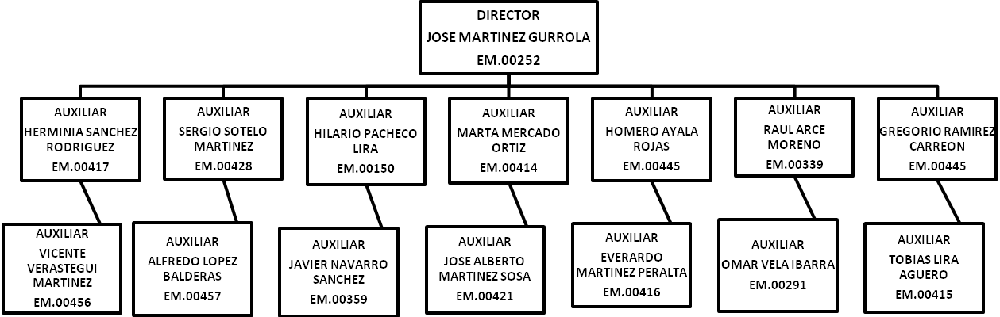 DIRECTOR
JOSE MARTINEZ GURROLA
EM.00252
AUXILIAR
HERMINIA SANCHEZ
RODRIGUEZ
EM.00417
AUXILIAR
SERGIO SOTELO
MARTINEZ
EM.00428
AUXILIAR
HILARIO PACHECO
LIRA
EM.00150
AUXILIAR
MARTA MERCADO
ORTIZ
EM.00414
AUXILIAR
HOMERO AYALA
ROJAS
EM.00445
AUXILIAR
RAUL ARCE
MORENO
EM.00339
AUXILIAR
GREGORIO RAMIREZ
CARREON
EM.00445
AUXILIAR
VICENTE
VERASTEGUI
MARTINEZ
EM.00456
AUXILIAR
ALFREDO LOPEZ
BALDERAS
EM.00457
AUXILIAR
JAVIER NAVARRO
SANCHEZ
EM.00359
AUXILIAR
JOSE ALBERTO
MARTINEZ SOSA
EM.00421
AUXILIAR
EVERARDO
MARTINEZ PERALTA
EM.00416
AUXILIAR
OMAR VELA IBARRA
EM.00291
AUXILIAR
TOBIAS LIRA
AGUERO
EM.00415